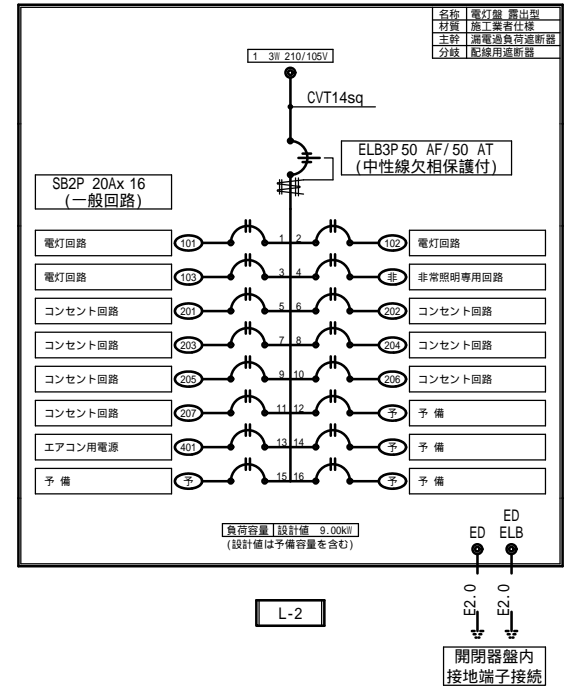 名称 電灯盤 露出型
材質 施工業者仕様
主幹 漏電過負荷遮断器
分岐 配線用遮断器
1 3W 210/105V
CVT14sq
ELB3P 50 AF/50 AT
(中性線欠相保護付)
SB2P 20Ax 16
(一般回路)
電灯回路 101 1 2 102 電灯回路
電灯回路 103 3 4 非 非常照明専用回路
コンセント回路 201 5 6 202 コンセント回路
コンセント回路 203 7 8 204 コンセント回路
コンセント回路 205 9 10 206 コンセント回路
コンセント回路 207 11 12 予 予 備
エアコン用電源 401 13 14 予 予 備
予 備 予 15 16 予 予 備
負荷容量 設計値 9.00kW
(設計値は予備容量を含む)
ED
ED ELB
E2.0 E2.0
L-2
開閉器盤内
接地端子接続